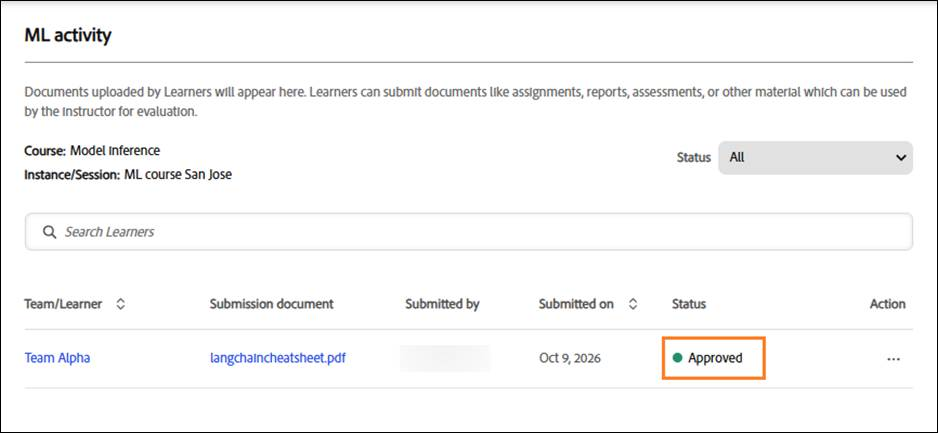 ML activity
Documents uploaded by Learners will appear here. Learners can submit documents like assignments, reports, assessments, or other material which can be used
by the instructor for evaluation.
Course: Model Inference
Status All
Instance/Session: ML course San Jose
Search Learners
Team/Learner Submission document Submitted by Submitted on Status Action
Team Alpha langchaincheatsheet.pdf Oct 9, 2026 Approved ...